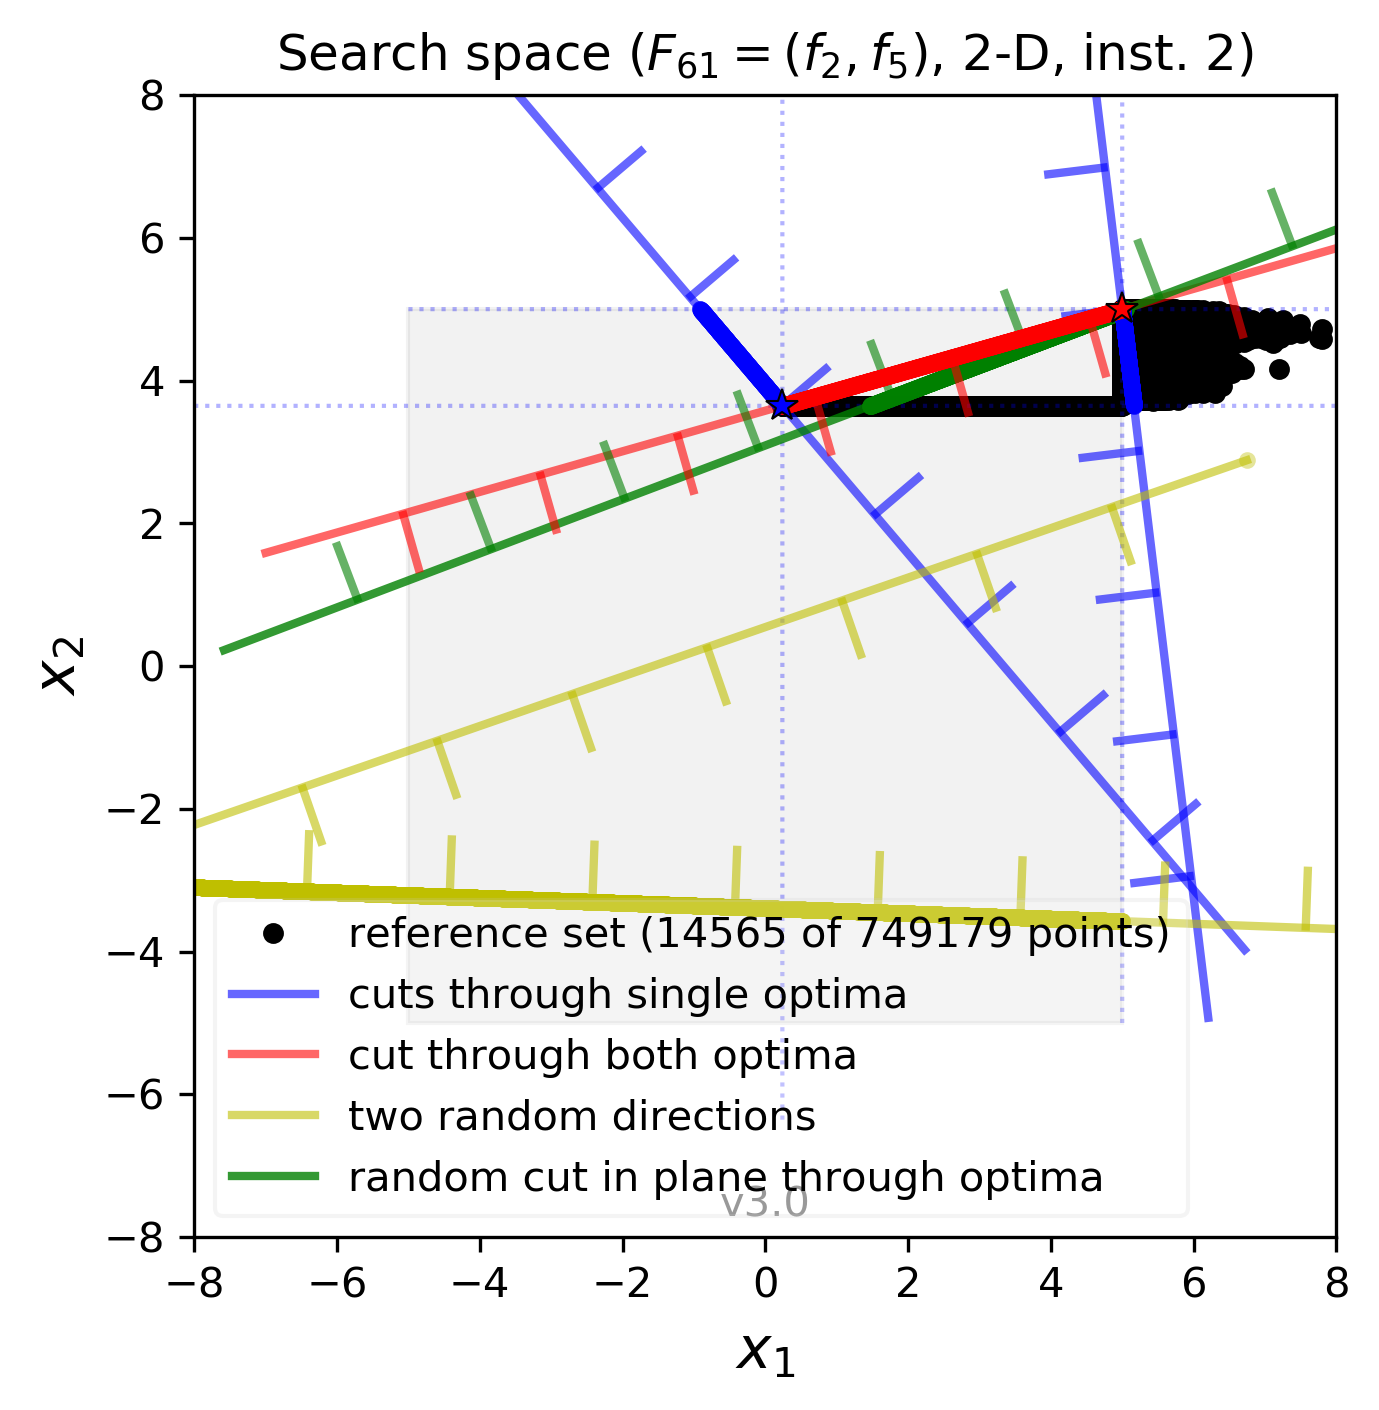 Search space (F61 = (f2, f5), 2-D, inst. 2)
8
6
4
2
0
−2
−4
−6
−8
x2
reference set (14565 of 749179 points)
cuts through single optima
cut through both optima
two random directions
random cut in plane through optima
v3.0
−8 −6 −4 −2 0 2 4 6 8
x1